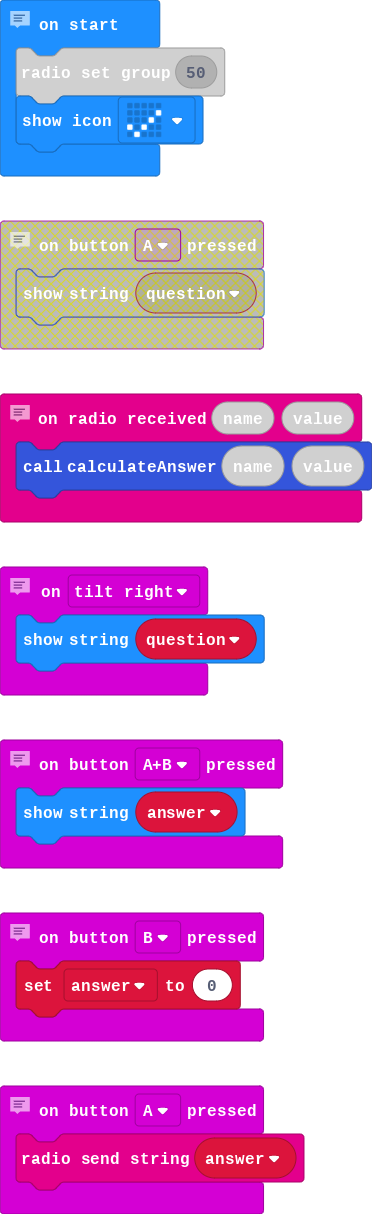 on start
radio set group 50
show icon
on button A pressed
show string question
on radio received name value
call calculateAnswer name value
on tilt right
show string question
on button A+B pressed
show string answer
on button B pressed
set answer to 0
on button A pressed
radio send string answer